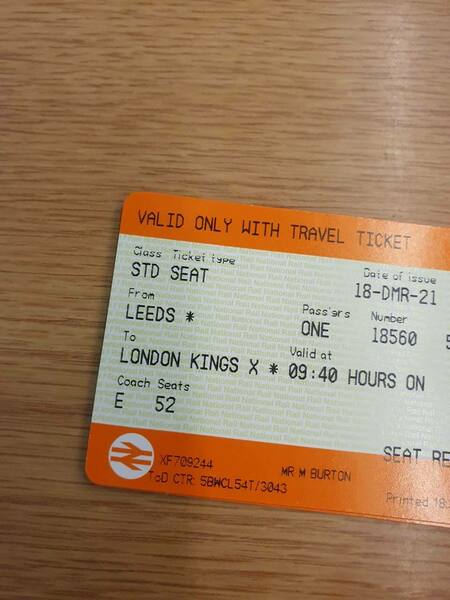 VALID ONLY WITH TRAVEL TICKET
Class Ticket type
STD SEAT
Date of issue
18-DMR-21
From
LEEDS *
Pass'grs Number
ONE 18560
To
LONDON KINGS X *
Valid at
09:40 HOURS ON
Coach Seats
E 52
SEAT RE
XF709244
MR M BURTON
ToD CTR: 5BWCL54T/3043
Printed 18